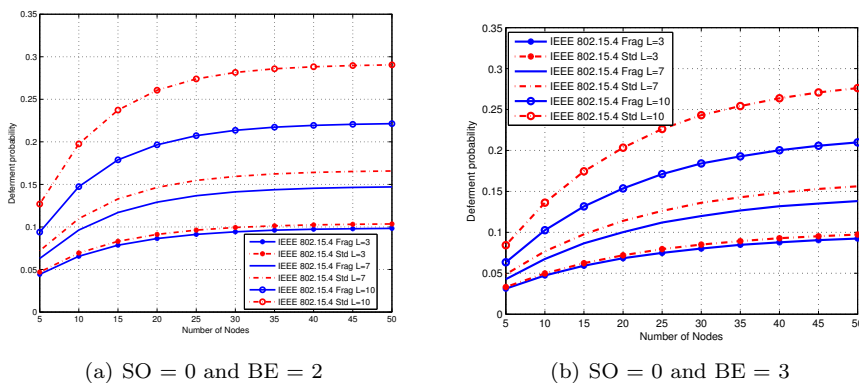 0.35
0.3
0.25
0.2
0.15
0.1
0.05
0
Deferment probability
5 10 15 20 25 30 35 40 45 50
Number of Nodes
IEEE 802.15.4 Frag L=3
IEEE 802.15.4 Std L=3
IEEE 802.15.4 Frag L=7
IEEE 802.15.4 Std L=7
IEEE 802.15.4 Frag L=10
IEEE 802.15.4 Std L=10
(a) SO = 0 and BE = 2
0.35
0.3
0.25
0.2
0.15
0.1
0.05
0
Deferment probability
5 10 15 20 25 30 35 40 45 50
Number of Nodes
IEEE 802.15.4 Frag L=3
IEEE 802.15.4 Std L=3
IEEE 802.15.4 Frag L=7
IEEE 802.15.4 Std L=7
IEEE 802.15.4 Frag L=10
IEEE 802.15.4 Std L=10
(b) SO = 0 and BE = 3